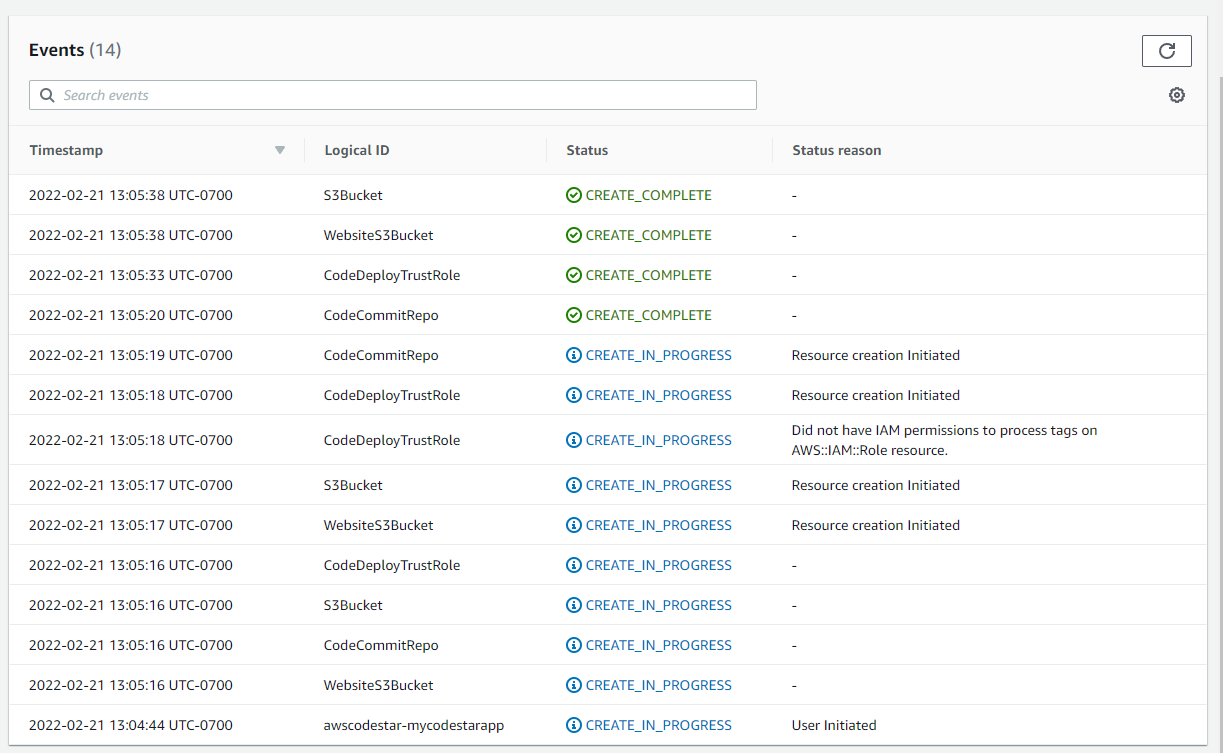 Events (14)
Search events
Timestamp Logical ID Status Status reason
2022-02-21 13:05:38 UTC-0700 S3Bucket CREATE_COMPLETE -
2022-02-21 13:05:38 UTC-0700 WebsiteS3Bucket CREATE_COMPLETE -
2022-02-21 13:05:33 UTC-0700 CodeDeployTrustRole CREATE_COMPLETE -
2022-02-21 13:05:20 UTC-0700 CodeCommitRepo CREATE_COMPLETE -
2022-02-21 13:05:19 UTC-0700 CodeCommitRepo CREATE_IN_PROGRESS Resource creation Initiated
2022-02-21 13:05:18 UTC-0700 CodeDeployTrustRole CREATE_IN_PROGRESS Resource creation Initiated
2022-02-21 13:05:18 UTC-0700 CodeDeployTrustRole CREATE_IN_PROGRESS Did not have IAM permissions to process tags on
AWS::IAM::Role resource.
2022-02-21 13:05:17 UTC-0700 S3Bucket CREATE_IN_PROGRESS Resource creation Initiated
2022-02-21 13:05:17 UTC-0700 WebsiteS3Bucket CREATE_IN_PROGRESS Resource creation Initiated
2022-02-21 13:05:16 UTC-0700 CodeDeployTrustRole CREATE_IN_PROGRESS -
2022-02-21 13:05:16 UTC-0700 S3Bucket CREATE_IN_PROGRESS -
2022-02-21 13:05:16 UTC-0700 CodeCommitRepo CREATE_IN_PROGRESS -
2022-02-21 13:05:16 UTC-0700 WebsiteS3Bucket CREATE_IN_PROGRESS -
2022-02-21 13:04:44 UTC-0700 awscodestar-mycodestarapp CREATE_IN_PROGRESS User Initiated